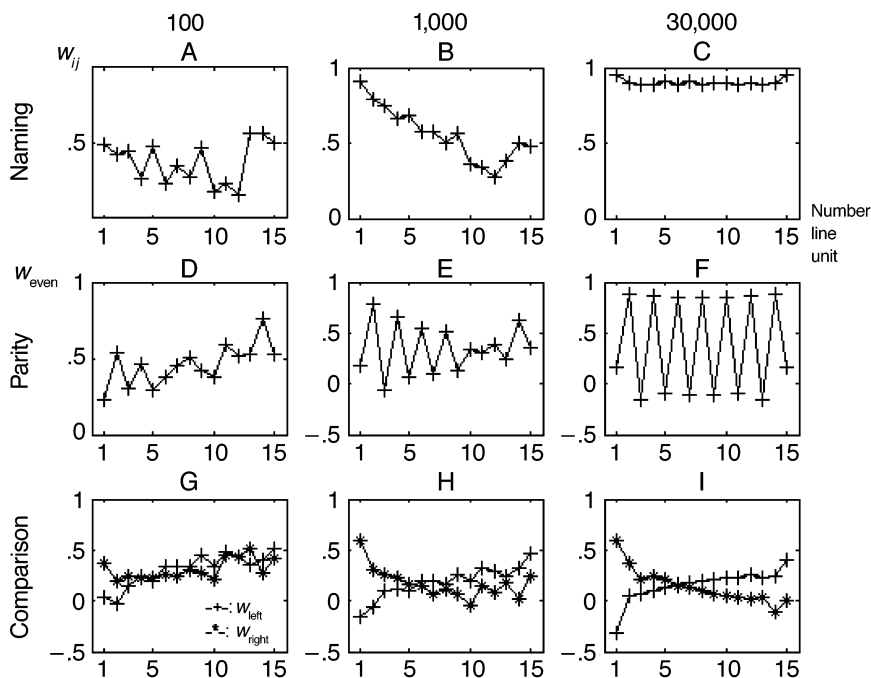 100 1,000 30,000
w_ij A B C
Naming
.5
1 5 10 15
1 .5 0
1 5 10 15
1 .5 0
1 5 10 15
Number
line
unit
w_even D E F
Parity
1 .5 0
1 5 10 15
1 0.5 0 −.5
1 5 10 15
1 0.5 0 −.5
1 5 10 15
G H I
Comparison
1 .5 0 −.5
1 5 10 15
: w_left
: w_right
1 .5 0 −.5
1 5 10 15
1 .5 0 −.5
1 5 10 15